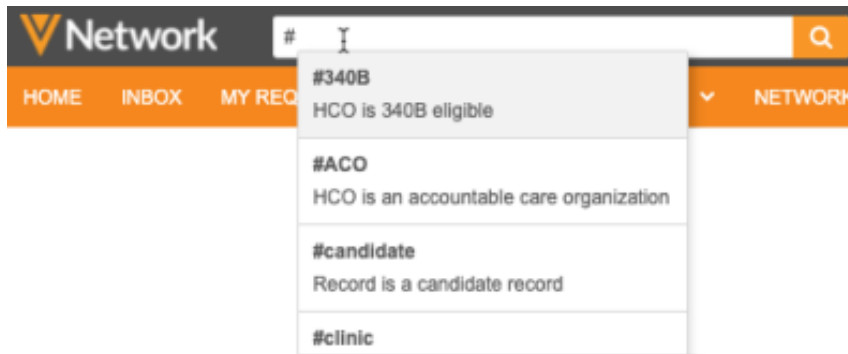 Network
#
HOME INBOX MY REQ NETWORK
#340B
HCO is 340B eligible
#ACO
HCO is an accountable care organization
#candidate
Record is a candidate record
#clinic